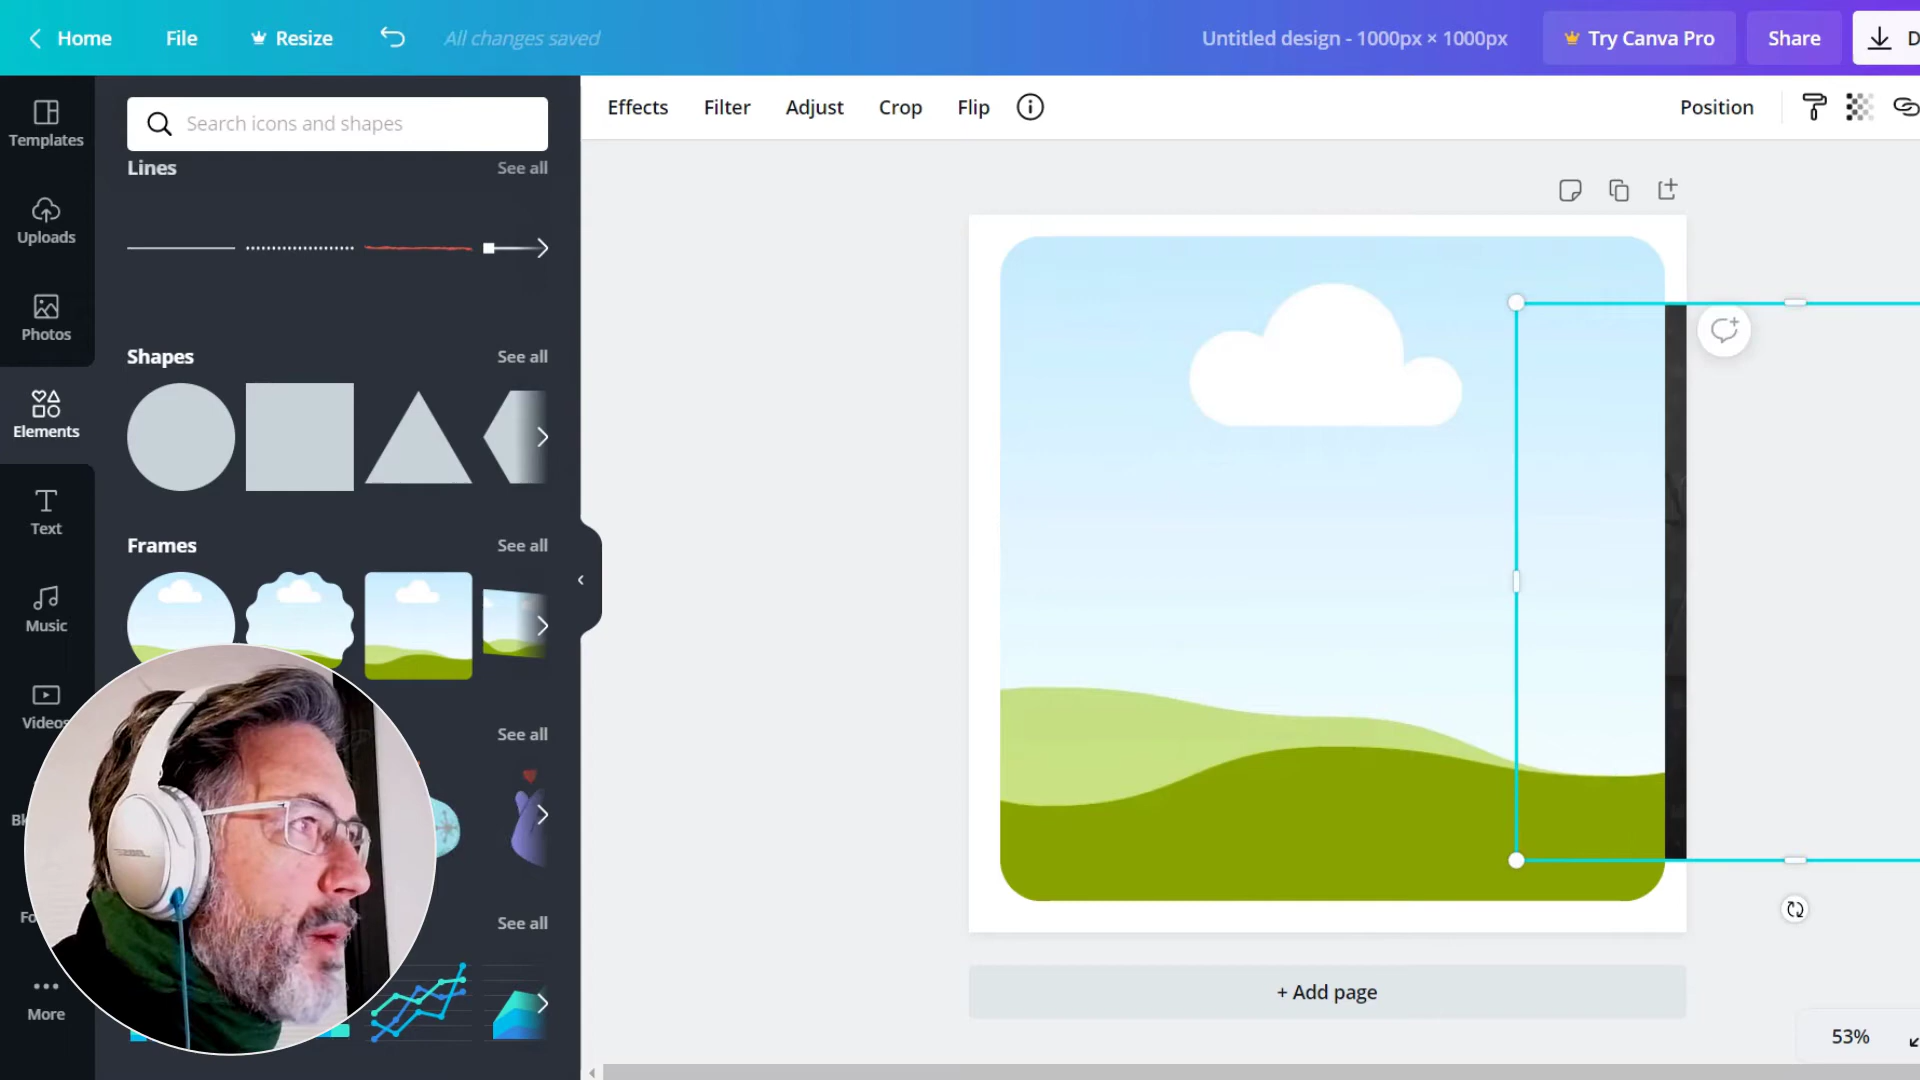 Home File Resize All changes saved Untitled design - 1000px × 1000px Try Canva Pro Share D
Effects Filter Adjust Crop Flip Position
Templates
Uploads
Photos
Elements
Text
Music
Videos
More
Search icons and shapes
Lines See all
Shapes See all
Frames See all
See all
See all
+ Add page
53%